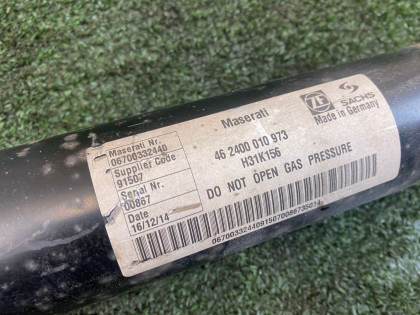 Maserati Nr.
06700332440
Supplier Code
91507
Serial Nr.
00867
Date
16/12/14
Maserati
46 2400 010 973
H31K156
DO NOT OPEN GAS PRESSURE
ZF
SACHS
Made in Germany
06700332440915070086735014